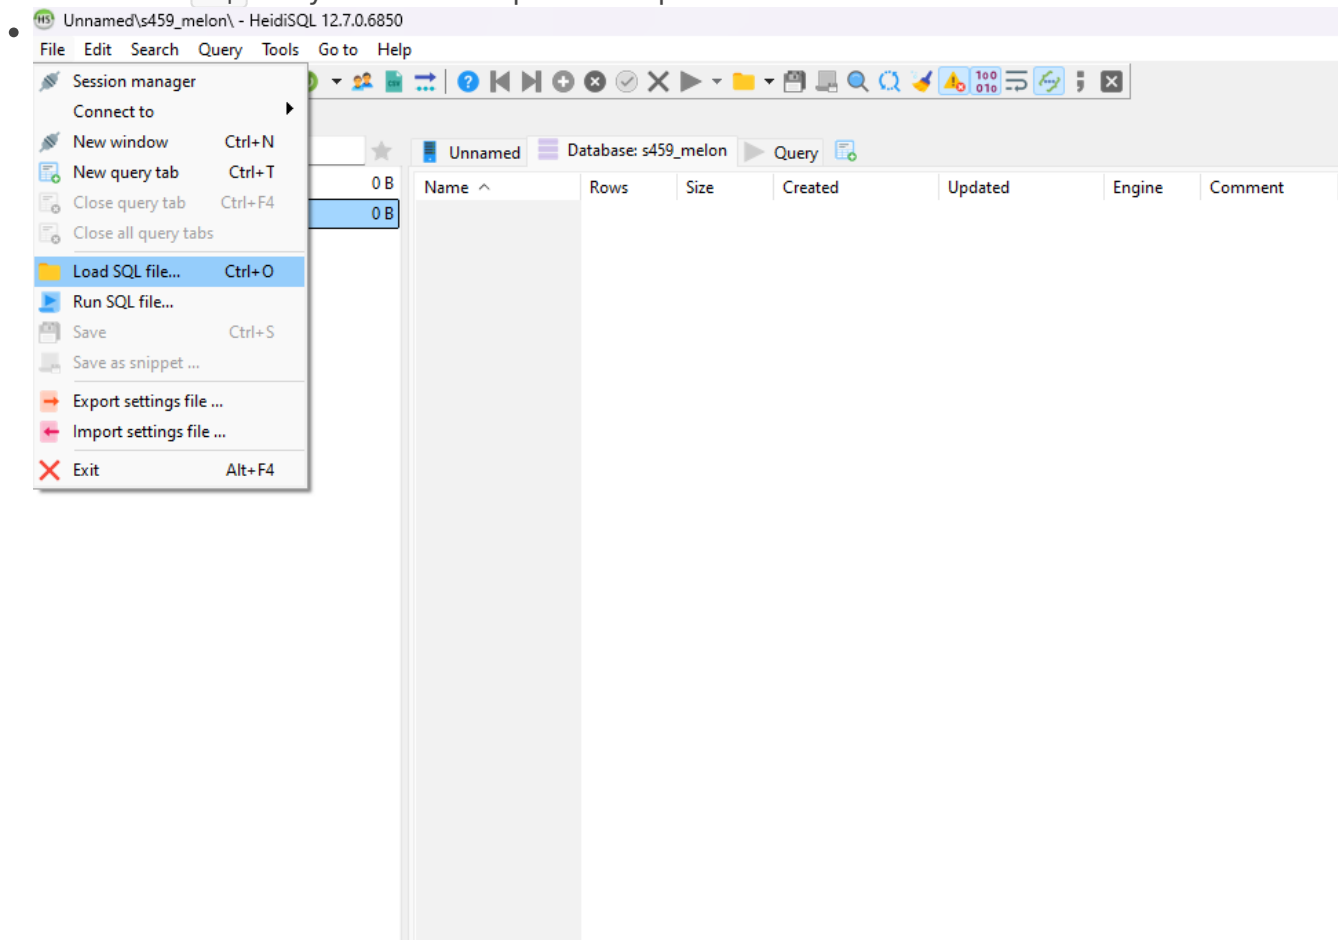 Unnamed\s459_melon\ - HeidiSQL 12.7.0.6850
File Edit Search Query Tools Go to Help
Session manager
Connect to
New window Ctrl+N
New query tab Ctrl+T
Close query tab Ctrl+F4
Close all query tabs
Load SQL file... Ctrl+O
Run SQL file...
Save Ctrl+S
Save as snippet ...
Export settings file ...
Import settings file ...
Exit Alt+F4
0 B
0 B
Unnamed Database: s459_melon Query
Name Rows Size Created Updated Engine Comment